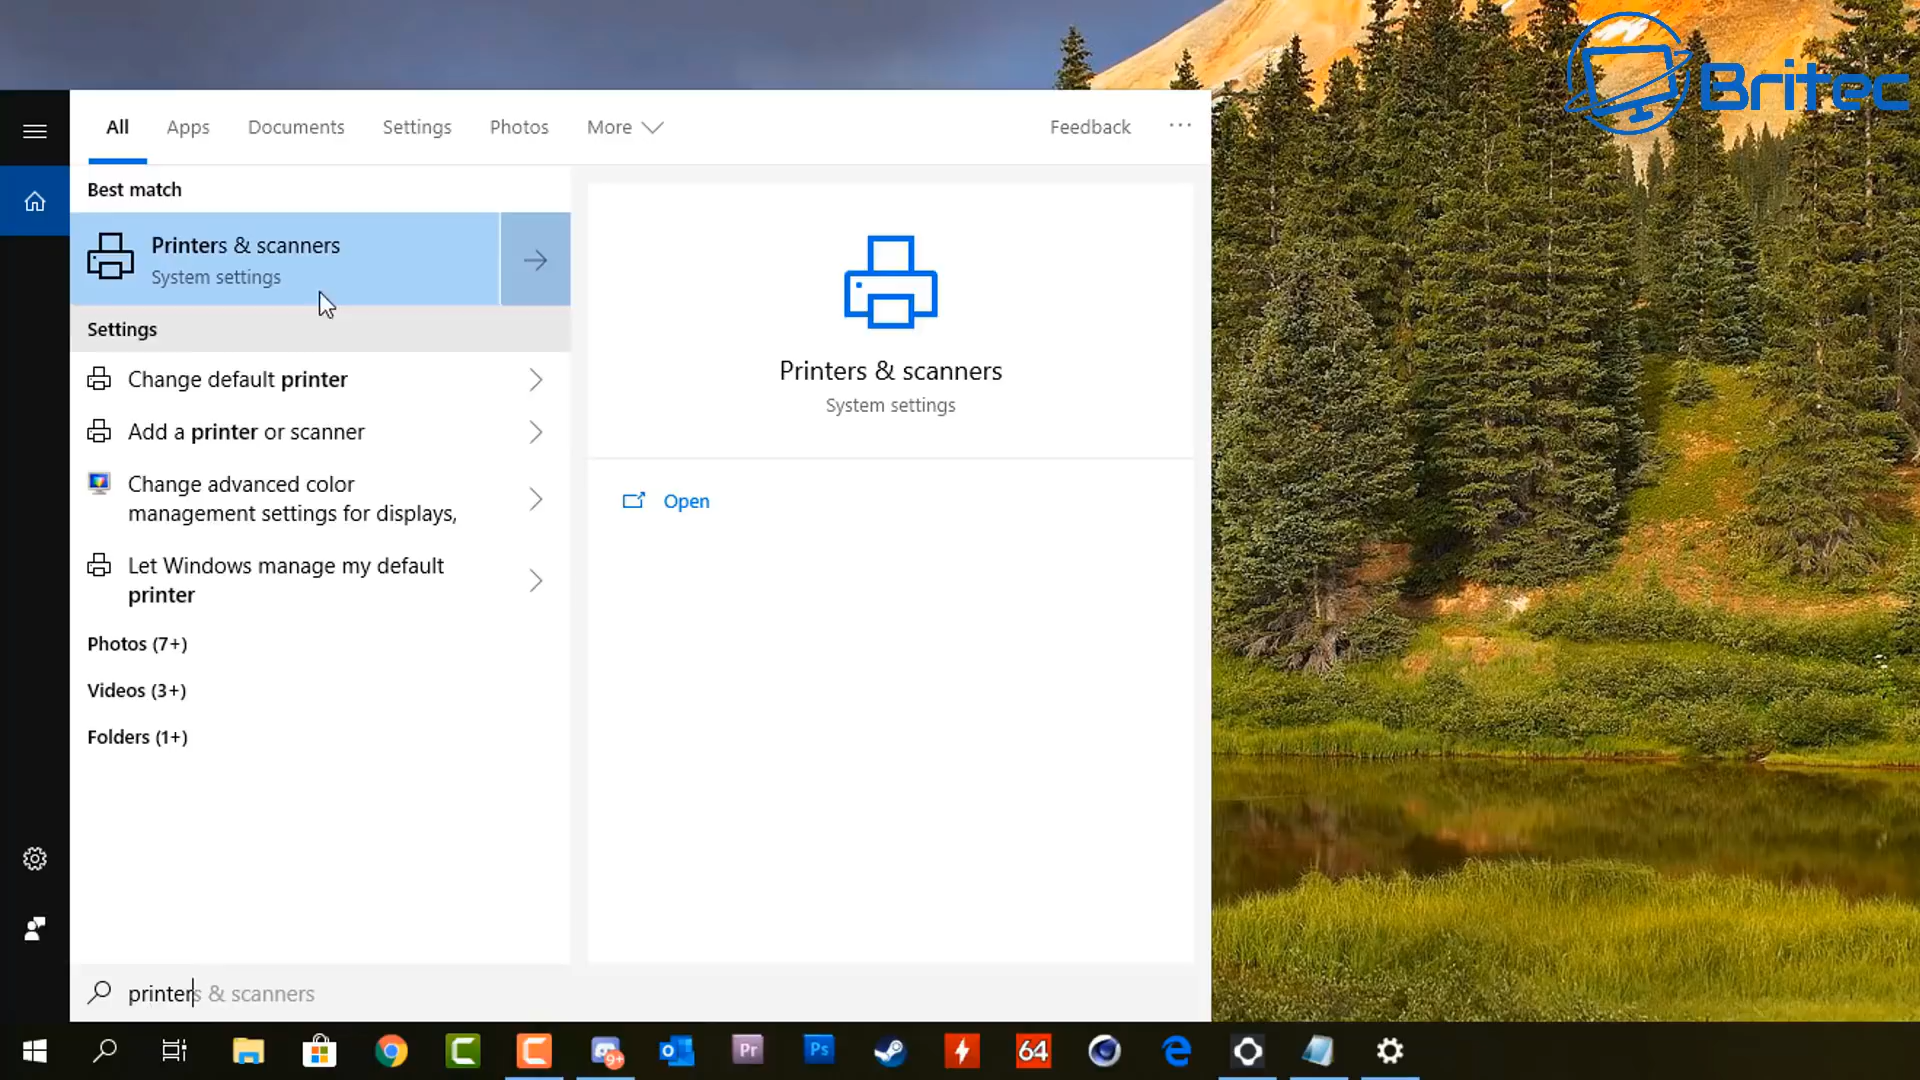 Britec
All Apps Documents Settings Photos More Feedback ...
Best match
Printers & scanners
System settings
Settings
Change default printer
Add a printer or scanner
Change advanced color
management settings for displays,
Let Windows manage my default
printer
Photos (7+)
Videos (3+)
Folders (1+)
Printers & scanners
System settings
Open
printers & scanners
9+ Pr Ps 64